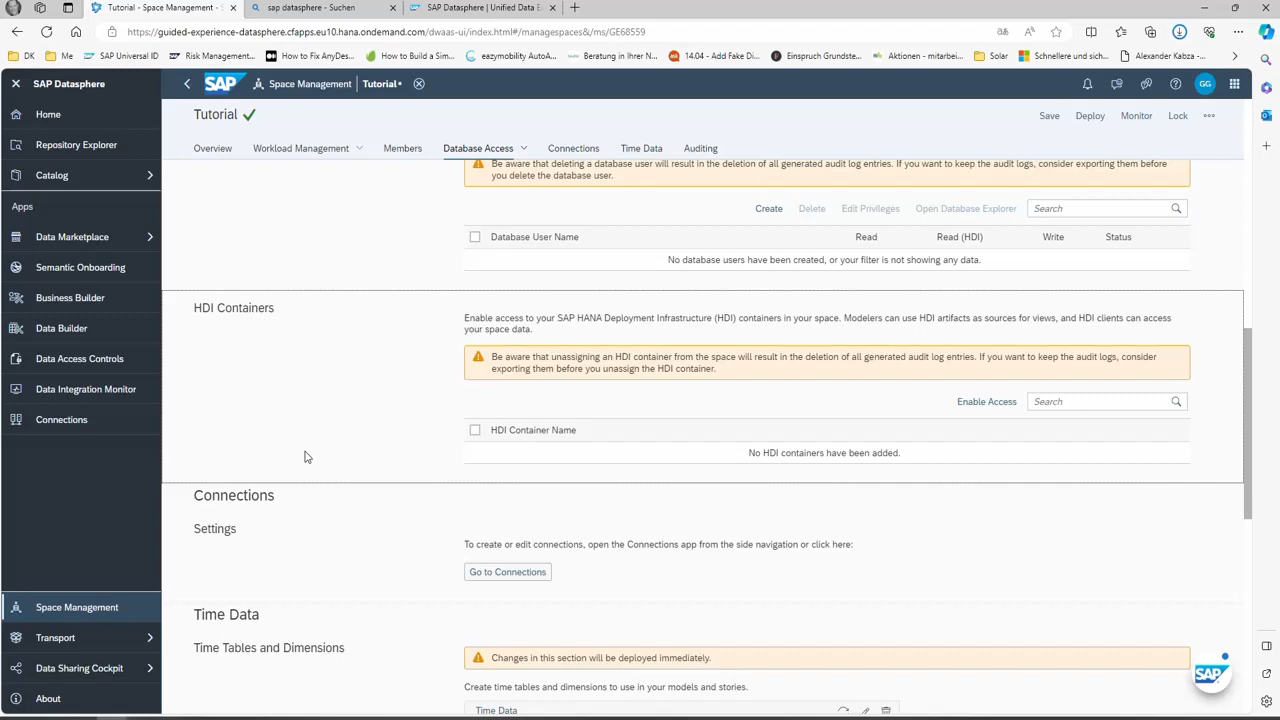 Tutorial - Space Management - 
sap datasphere - Suchen
SAP Datasphere | Unified Data E
https://guided-experience-datasphere.cfapps.eu10.hana.ondemand.com/dwaas-ui/index.html#/managespaces&/ms/GE68559
DK
Steuern
SAP Universal ID
Risk Management...
How to Fix AnyDes...
How to Build a Sim...
eazymobility AutoA...
Beratung in Ihrer N...
14.04 - Add Fake Di...
Einspruch Grundste...
Aktionen - mitarbei...
Solar
Schnellere und sich...
Alexander Kabza -...
SAP Datasphere
SAP
Space Management
Tutorial*
GG
Home
Repository Explorer
Catalog
Apps
Data Marketplace
Semantic Onboarding
Business Builder
Data Builder
Data Access Controls
Data Integration Monitor
Connections
Space Management
Transport
Data Sharing Cockpit
About
Tutorial
Save
Deploy
Monitor
Lock
Overview
Workload Management
Members
Database Access
Connections
Time Data
Auditing
Be aware that deleting a database user will result in the deletion of all generated audit log entries. If you want to keep the audit logs, consider exporting them before
you delete the database user.
Create
Delete
Edit Privileges
Open Database Explorer
Search
Database User Name
Read
Read (HDI)
Write
Status
No database users have been created, or your filter is not showing any data.
HDI Containers
Enable access to your SAP HANA Deployment Infrastructure (HDI) containers in your space. Modelers can use HDI artifacts as sources for views, and HDI clients can access
your space data.
Be aware that unassigning an HDI container from the space will result in the deletion of all generated audit log entries. If you want to keep the audit logs, consider
exporting them before you unassign the HDI container.
Enable Access
Search
HDI Container Name
No HDI containers have been added.
Connections
Settings
To create or edit connections, open the Connections app from the side navigation or click here:
Go to Connections
Time Data
Time Tables and Dimensions
Changes in this section will be deployed immediately.
Create time tables and dimensions to use in your models and stories.
Time Data
SAP